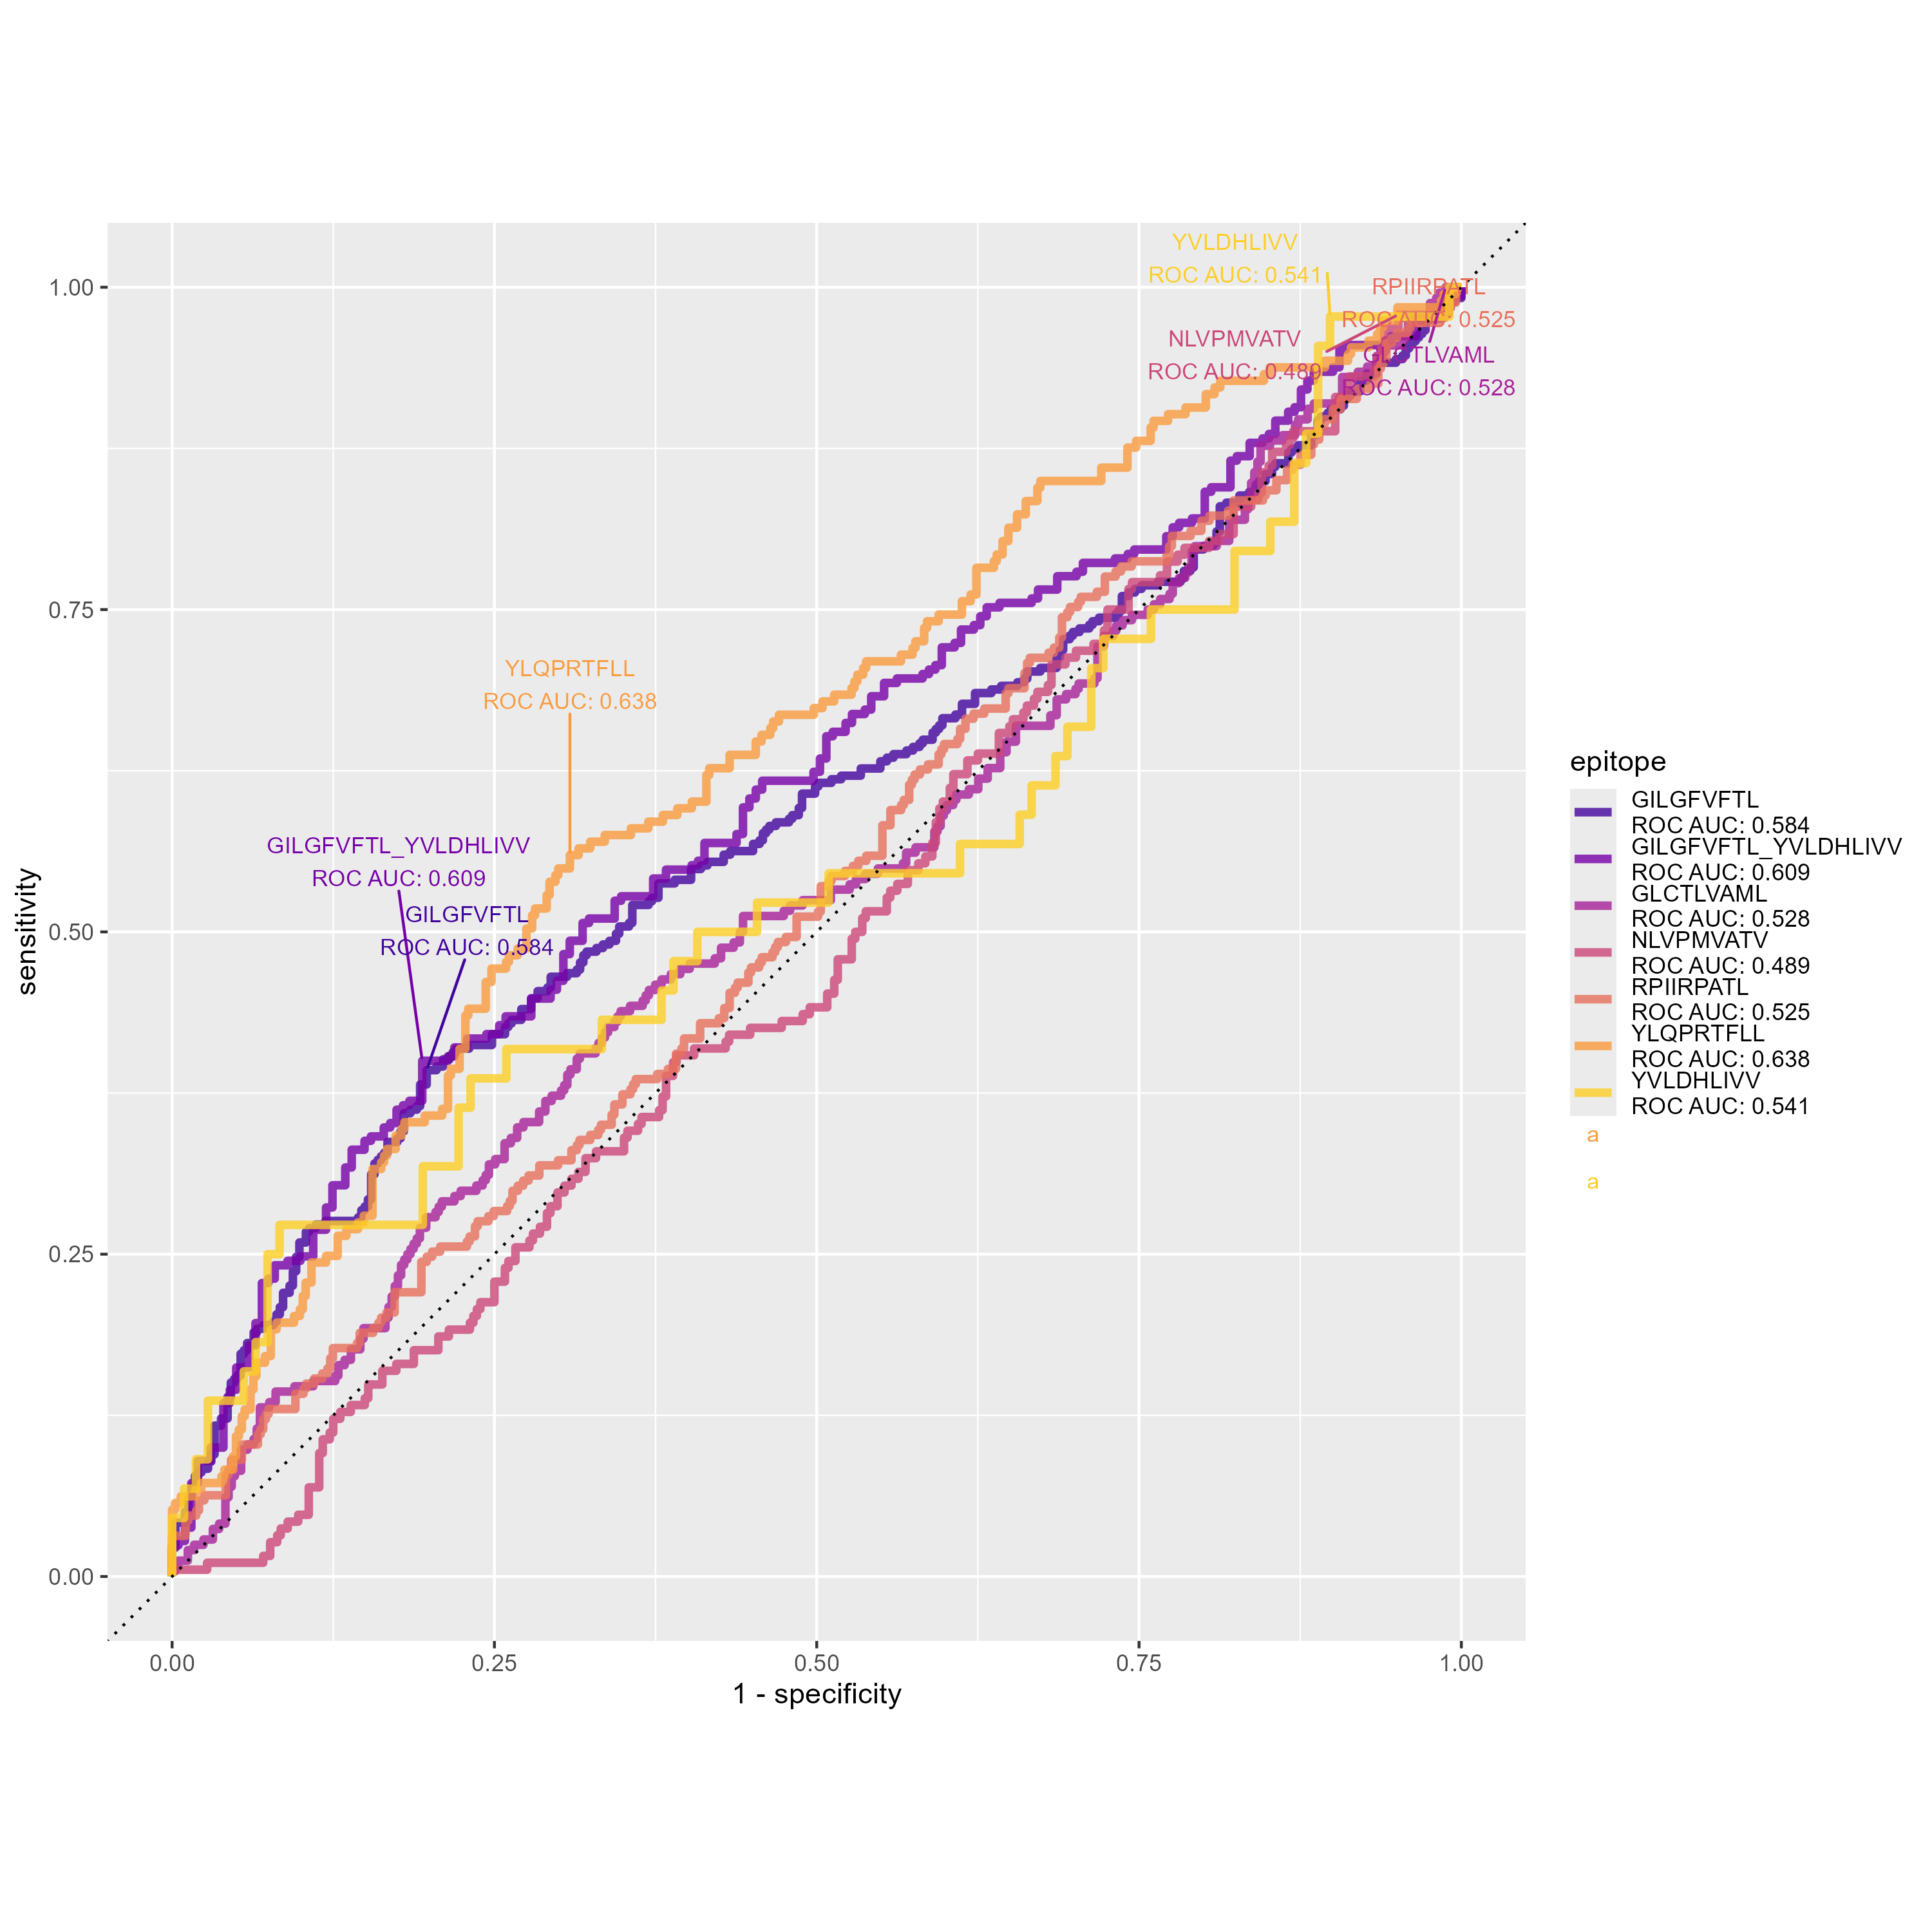 YVLDHLIVV
ROC AUC: 0.541
RPIIRPATL
ROC AUC: 0.525
NLVPMVATV
ROC AUC: 0.489
GLCTLVAML
ROC AUC: 0.528
YLQPRTFLL
ROC AUC: 0.638
GILGFVFTL_YVLDHLIVV
ROC AUC: 0.609
GILGFVFTL
ROC AUC: 0.584
1.00
0.75
0.50
0.25
0.00
sensitivity
0.00
0.25
0.50
0.75
1.00
1 - specificity
epitope
GILGFVFTL
ROC AUC: 0.584
GILGFVFTL_YVLDHLIVV
ROC AUC: 0.609
GLCTLVAML
ROC AUC: 0.528
NLVPMVATV
ROC AUC: 0.489
RPIIRPATL
ROC AUC: 0.525
YLQPRTFLL
ROC AUC: 0.638
YVLDHLIVV
ROC AUC: 0.541
a
a